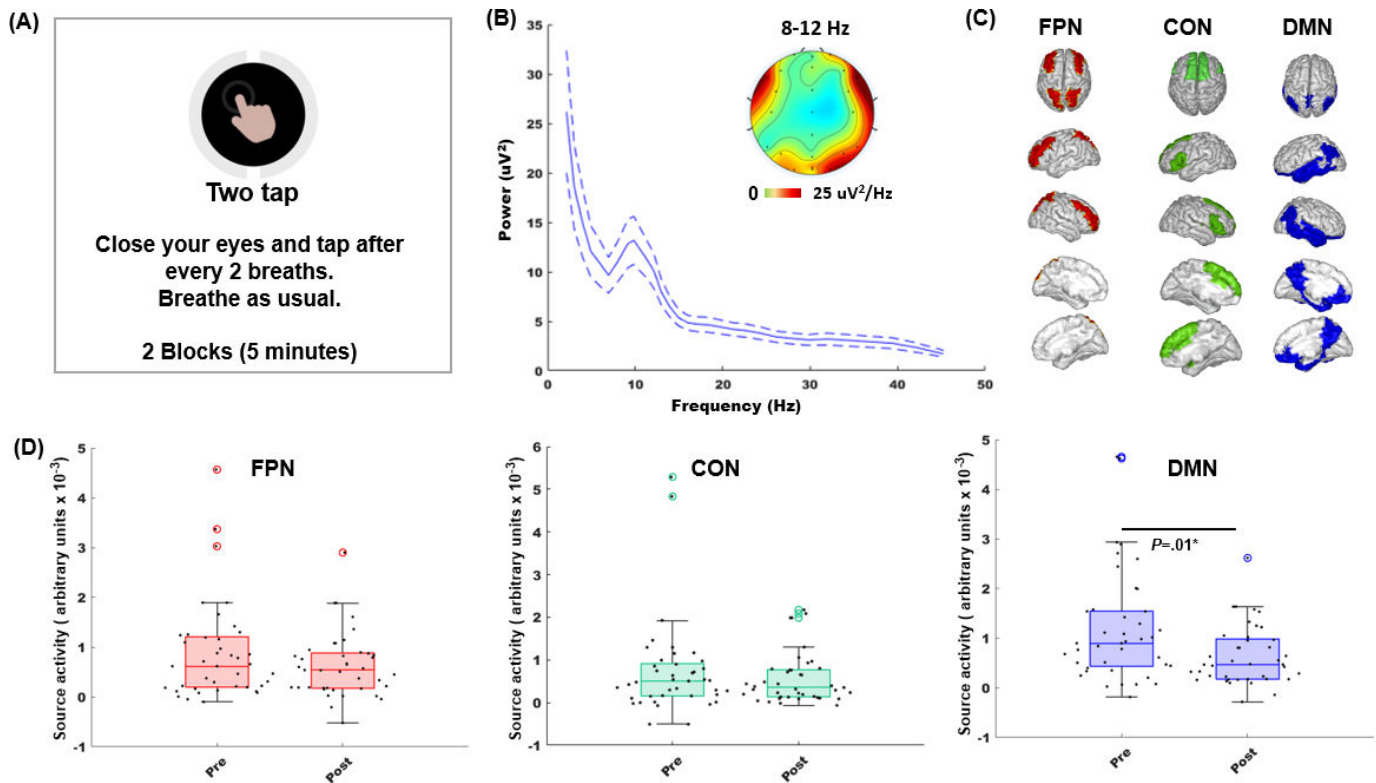 (A)
Two tap
Close your eyes and tap after
every 2 breaths.
Breathe as usual.
2 Blocks (5 minutes)
(B)
35
30
25
20
15
10
5
0
Power (uV²)
8-12 Hz
0 25 uV²/Hz
0 10 20 30 40 50
Frequency (Hz)
(C)
FPN CON DMN
(D)
FPN
5
4
3
2
1
0
-1
Source activity ( arbitrary units x 10⁻³)
Pre Post
CON
6
5
4
3
2
1
0
-1
Source activity ( arbitrary units x 10⁻³)
Pre Post
DMN
P=.01*
5
4
3
2
1
0
-1
Source activity ( arbitrary units x 10⁻³)
Pre Post